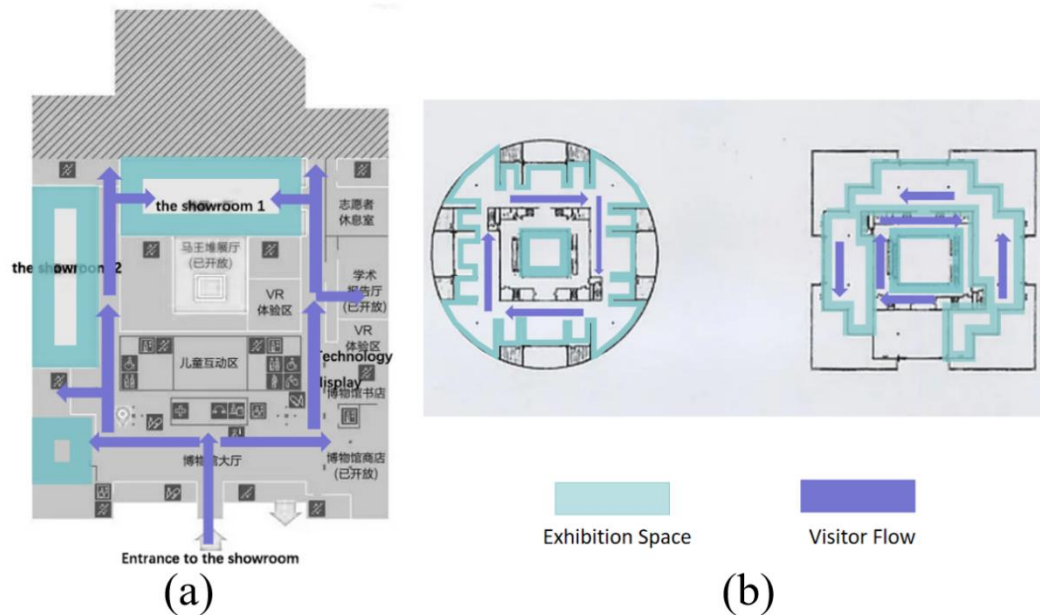 the showroom 1
志愿者
休息室
马王堆展厅
(已开放)
the showroom 2
学术
报告厅
(已开放)
VR
体验区
VR
体验区
儿童互动区
Technology
display
博物馆书店
博物馆大厅
博物馆商店
(已开放)
Entrance to the showroom
(a)
Exhibition Space
Visitor Flow
(b)